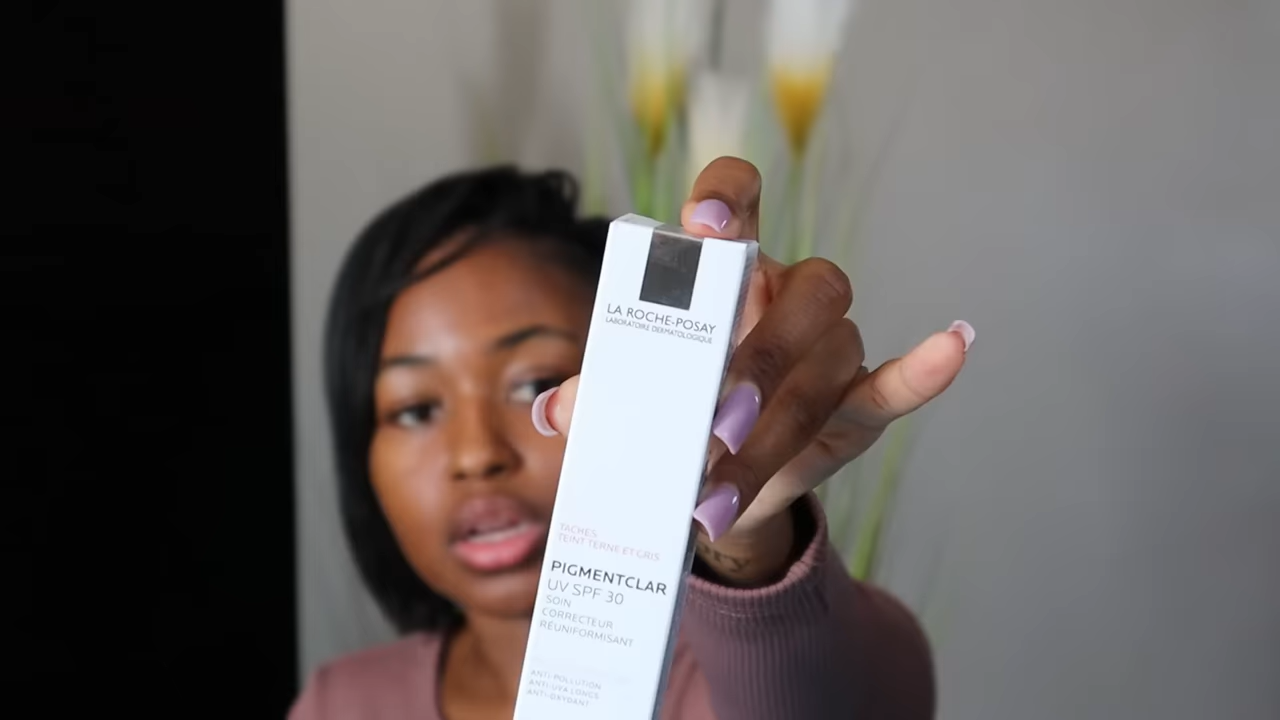 LA ROCHE-POSAY
LABORATOIRE DERMATOLOGIQUE
TACHES
TEINT TERNE ET GRIS
PIGMENTCLAR
UV SPF 30
SOIN
CORRECTEUR
RÉUNIFORMISANT
ANTI-POLLUTION
ANTI-UVA LONGS
ANTI-OXYDANT